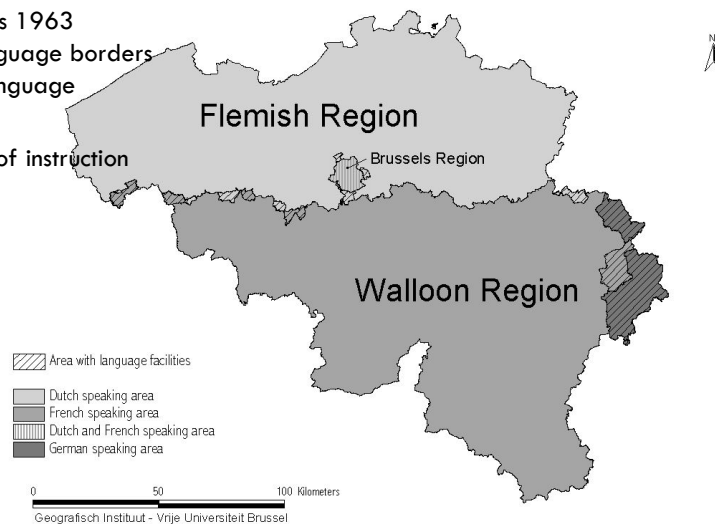 s 1963
guage borders
nguage
of instruction
N
Flemish Region
Brussels Region
Walloon Region
Area with language facilities
Dutch speaking area
French speaking area
Dutch and French speaking area
German speaking area
0 50 100 Kilometers
Geografisch Instituut - Vrije Universiteit Brussel